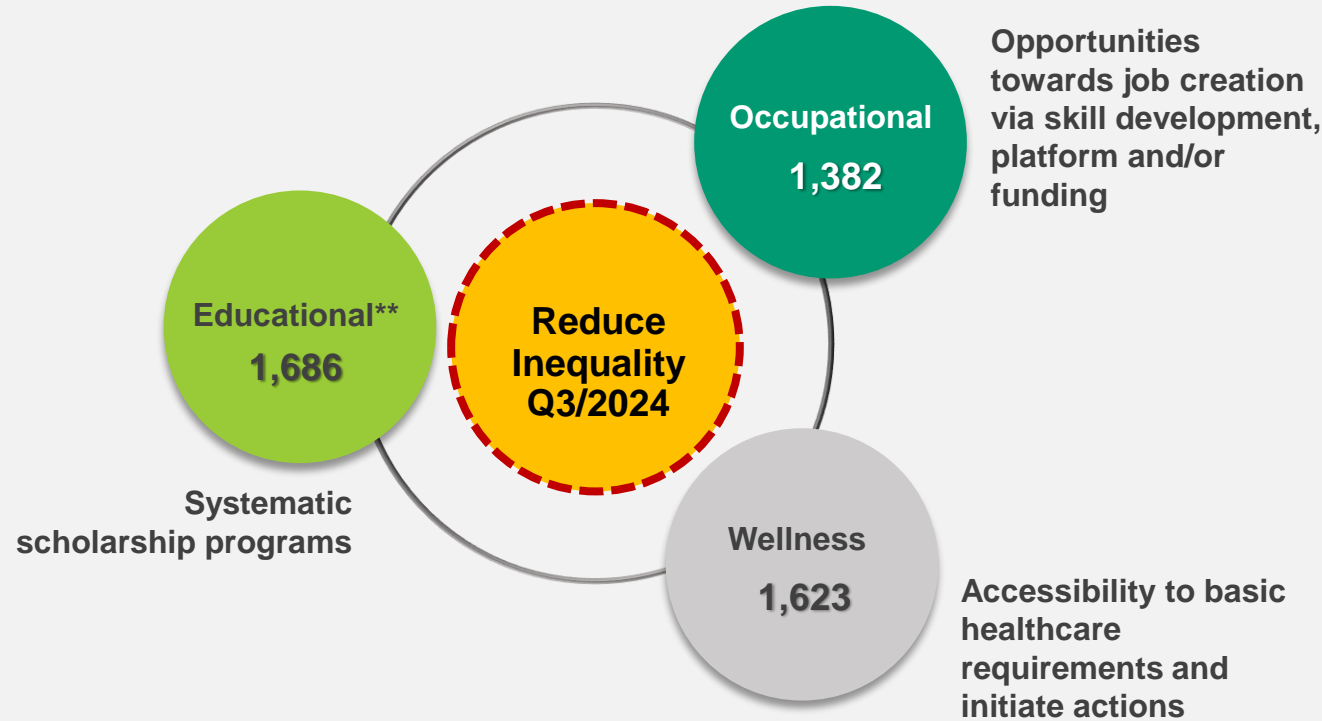 Opportunities
towards job creation
via skill development,
platform and/or
funding
Occupational
1,382
Educational**
1,686
Reduce
Inequality
Q3/2024
Systematic
scholarship programs
Wellness
1,623
Accessibility to basic
healthcare
requirements and
initiate actions